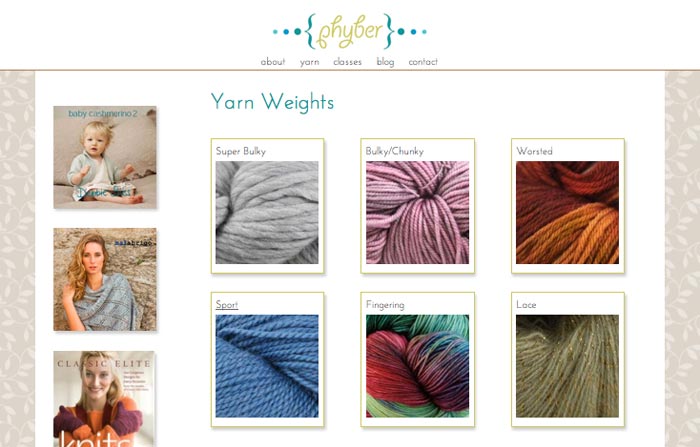 {phyber}
about yarn classes blog contact
Yarn Weights
baby cashmerino 2
malabrigo
CLASSIC ELITE
knits
Super Bulky
Bulky/Chunky
Worsted
Sport
Fingering
Lace